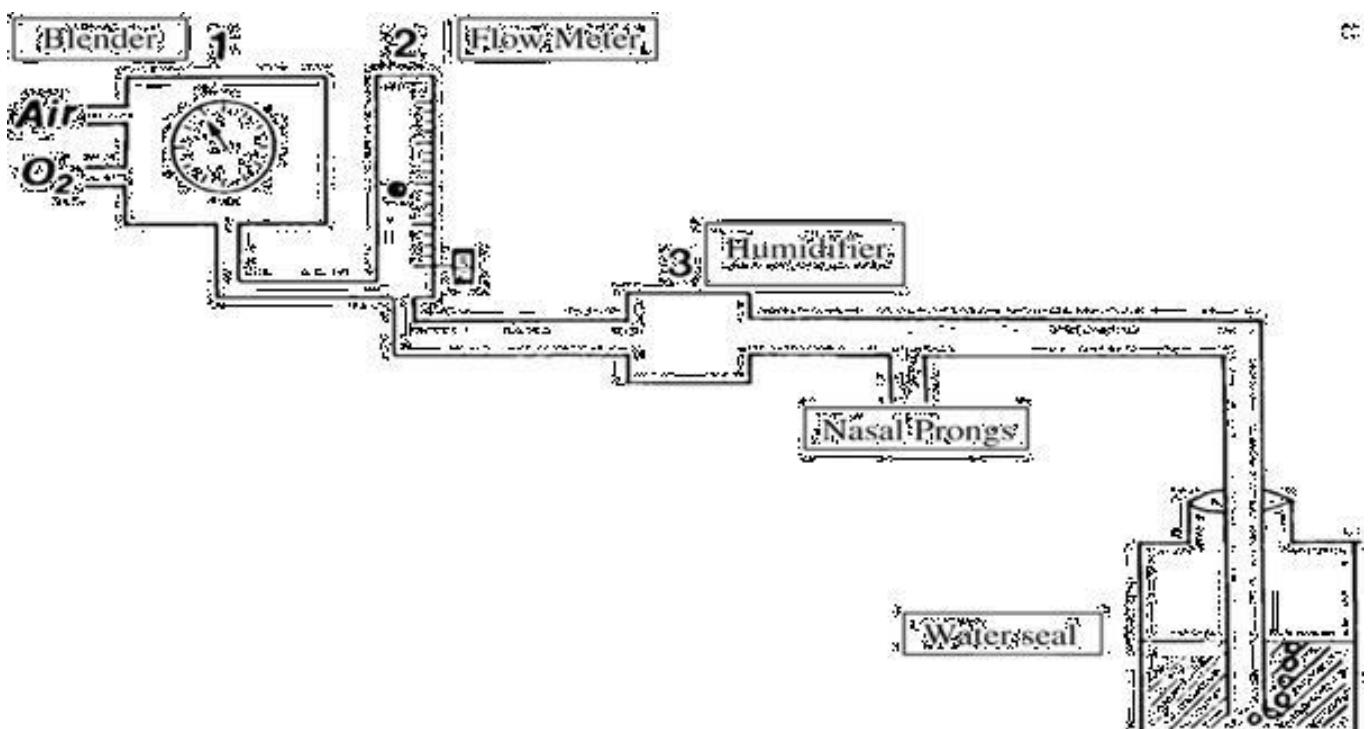 Blender
1
2
Flow Meter
Air
O₂
3
Humidifier
Nasal Prongs
Water seal